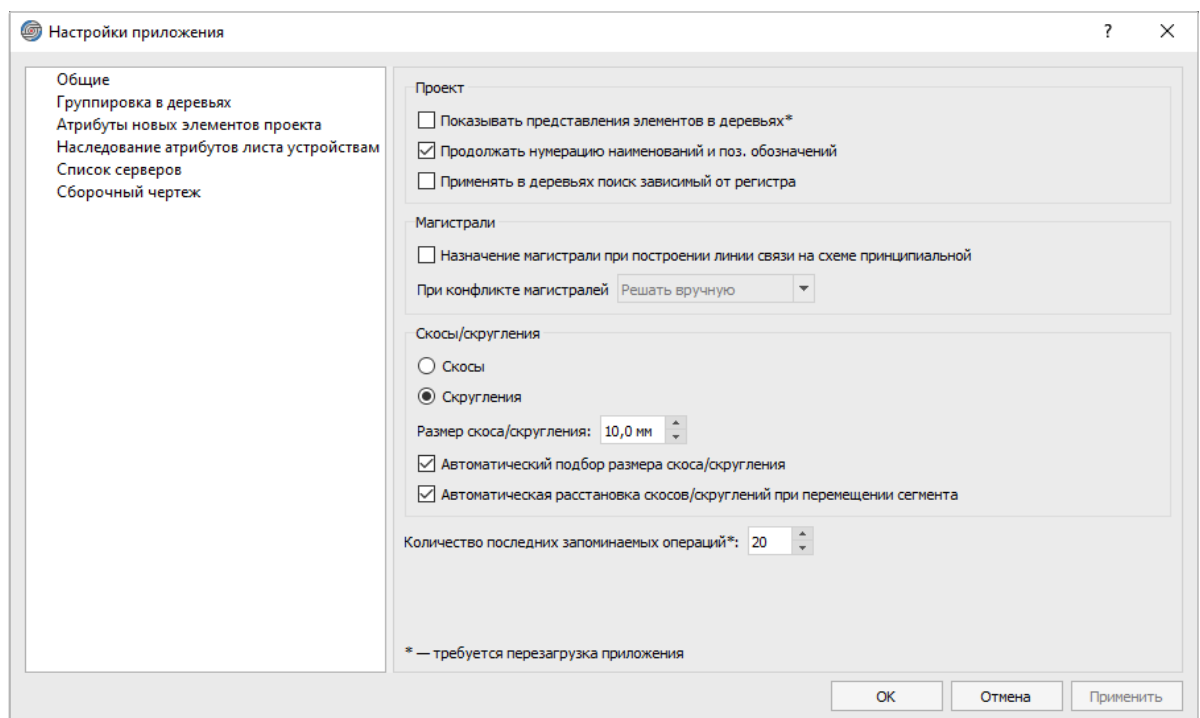 Настройки приложения
?
Общие
Группировка в деревьях
Атрибуты новых элементов проекта
Наследование атрибутов листа устройствам
Список серверов
Сборочный чертеж
Проект
Показывать представления элементов в деревьях*
Продолжать нумерацию наименований и поз. обозначений
Применять в деревьях поиск зависимый от регистра
Магистрали
Назначение магистрали при построении линии связи на схеме принципиальной
При конфликте магистралей Решать вручную
Скосы/скругления
Скосы
Скругления
Размер скоса/скругления: 10,0 мм
Автоматический подбор размера скоса/скругления
Автоматическая расстановка скосов/скруглений при перемещении сегмента
Количество последних запоминаемых операций*: 20
* — требуется перезагрузка приложения
OK Отмена Применить